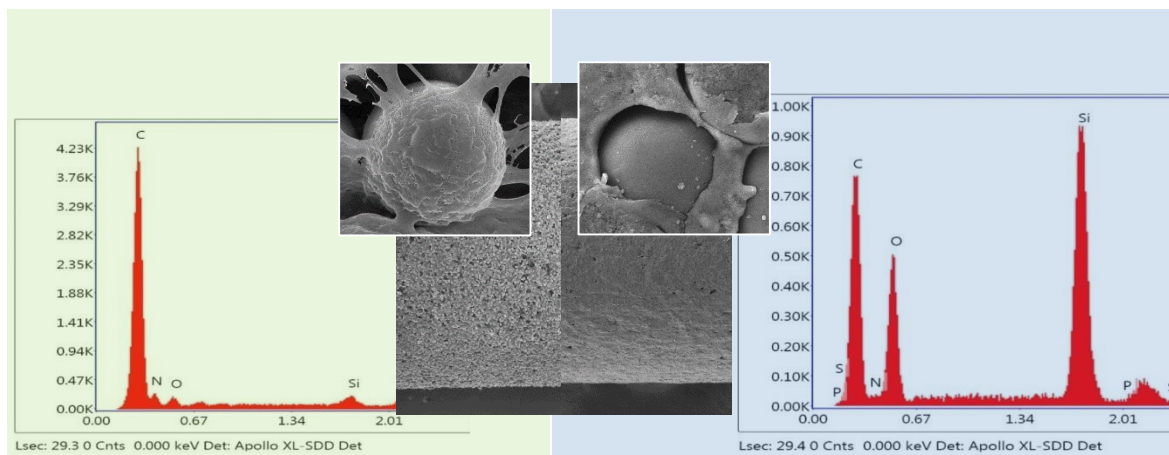 C
4.23K
3.76K
3.29K
2.82K
2.35K
1.88K
1.41K
0.94K
0.47K
0.00K
N
O
Si
0.00
0.67
1.34
2.01
Lsec: 29.3 0 Cnts 0.000 keV Det: Apollo XL-SDD Det
1.00K
0.90K
0.80K
0.70K
0.60K
0.50K
0.40K
0.30K
0.20K
0.10K
0.00K
Si
C
O
S
P
N
P
0.00
0.67
1.34
2.01
Lsec: 29.4 0 Cnts 0.000 keV Det: Apollo XL-SDD Det